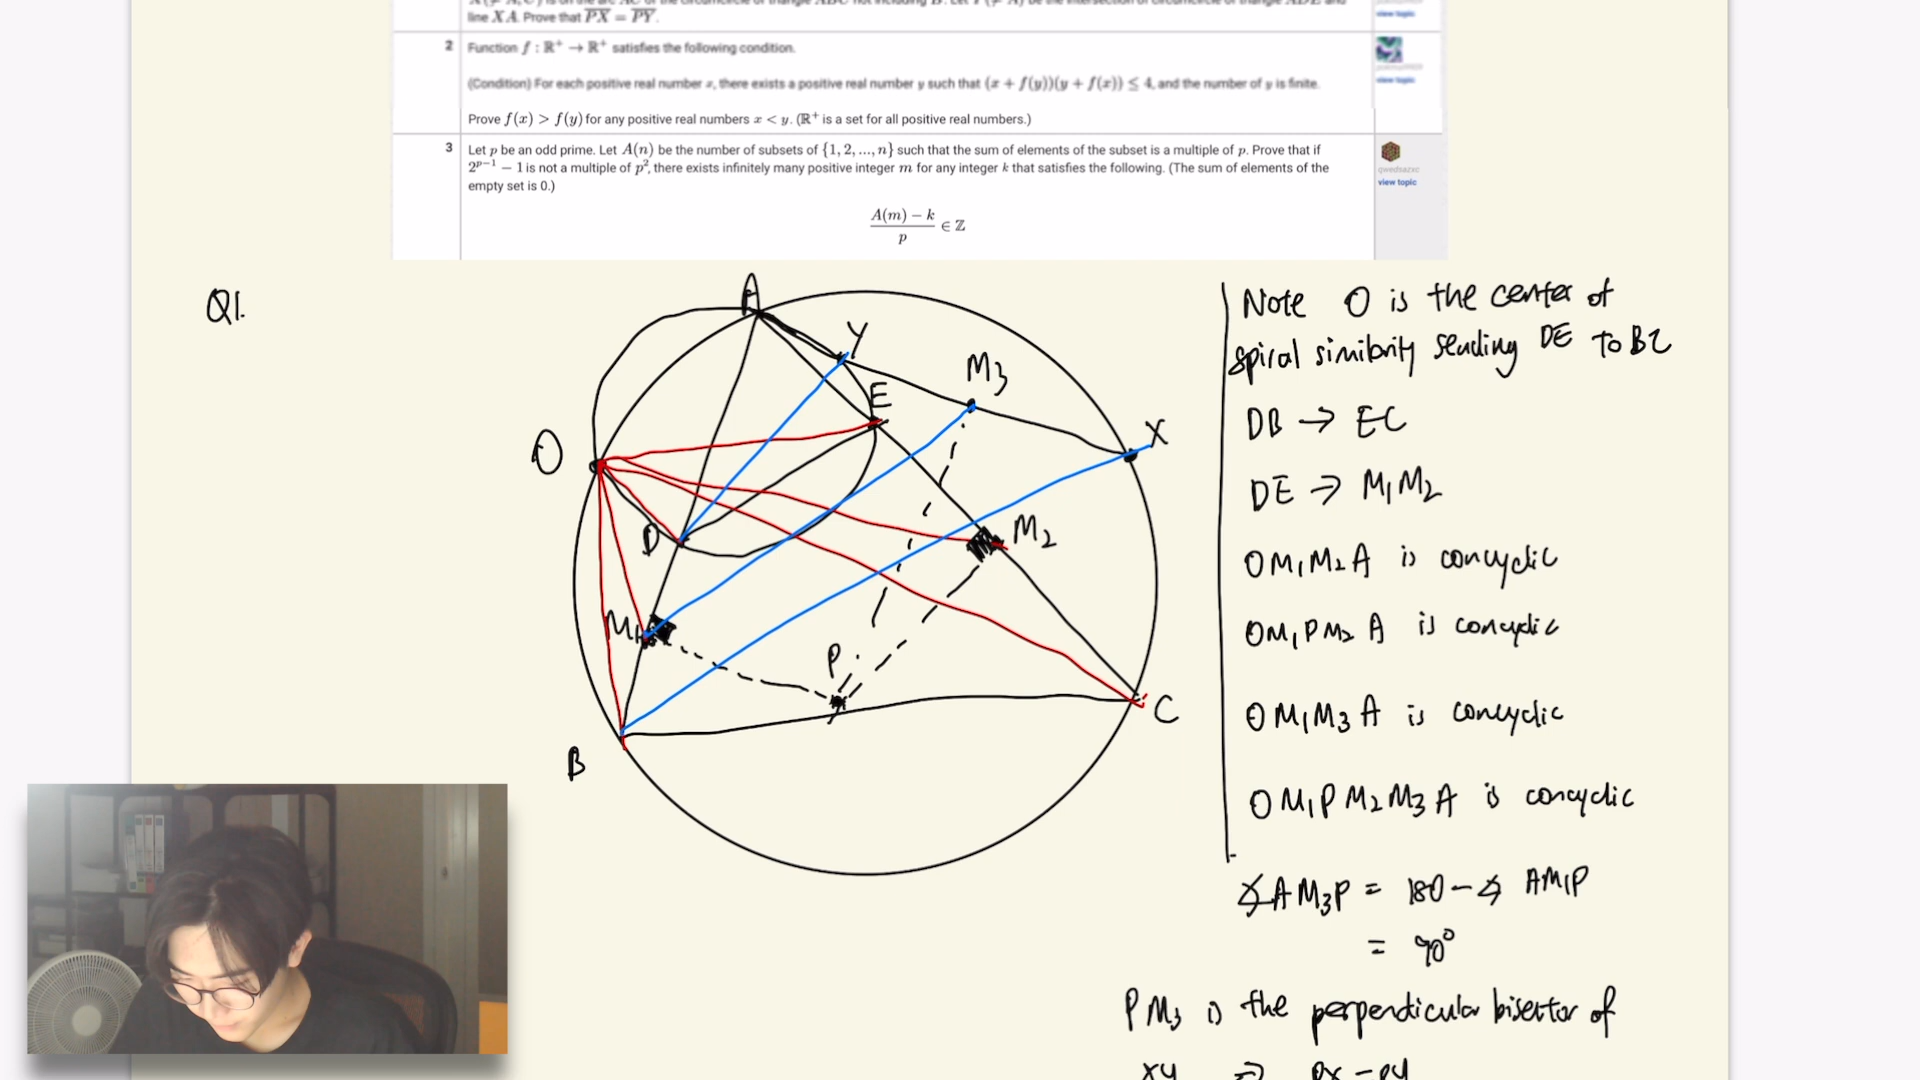 line XA. Prove that PX = PY.
view topic
2 Function f : ℝ⁺ → ℝ⁺ satisfies the following condition.
(Condition) For each positive real number x, there exists a positive real number y such that (x + f(y))(y + f(x)) ≤ 4, and the number of y is finite.
view topic
Prove f(x) > f(y) for any positive real numbers x < y. (ℝ⁺ is a set for all positive real numbers.)
3 Let p be an odd prime. Let A(n) be the number of subsets of {1, 2, ..., n} such that the sum of elements of the subset is a multiple of p. Prove that if
2^{p−1} − 1 is not a multiple of p², there exists infinitely many positive integer m for any integer k that satisfies the following. (The sum of elements of the
empty set is 0.)
qwedsazxc
view topic
A(m) − k
p
∈ ℤ
Q1.
A
Y
M3
E
X
O
D
M2
M1
P
C
B
Note O is the center of
spiral similarity sending DE to BC
DB → EC
DE → M1M2
OM1M2A is concyclic
OM1PM2A is concyclic
OM1M3A is concyclic
OM1PM2M3A is concyclic
∡AM3P = 180 − ∡AM1P
= 90°
PM3 is the perpendicular bisector of
XY ⇒ PX = PY